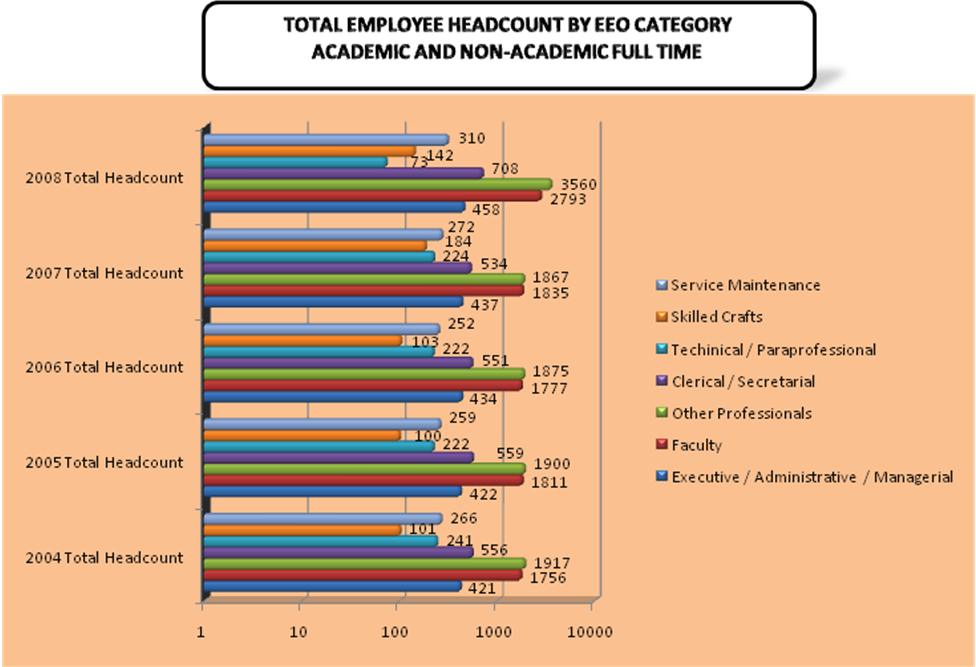 TOTAL EMPLOYEE HEADCOUNT BY EEO CATEGORY
ACADEMIC AND NON-ACADEMIC FULL TIME
2008 Total Headcount
310
142
73
708
3560
2793
458
2007 Total Headcount
272
184
224
534
1867
1835
437
2006 Total Headcount
252
103
222
551
1875
1777
434
2005 Total Headcount
259
100
222
559
1900
1811
422
2004 Total Headcount
266
101
241
556
1917
1756
421
1 10 100 1000 10000
Service Maintenance
Skilled Crafts
Techinical / Paraprofessional
Clerical / Secretarial
Other Professionals
Faculty
Executive / Administrative / Managerial